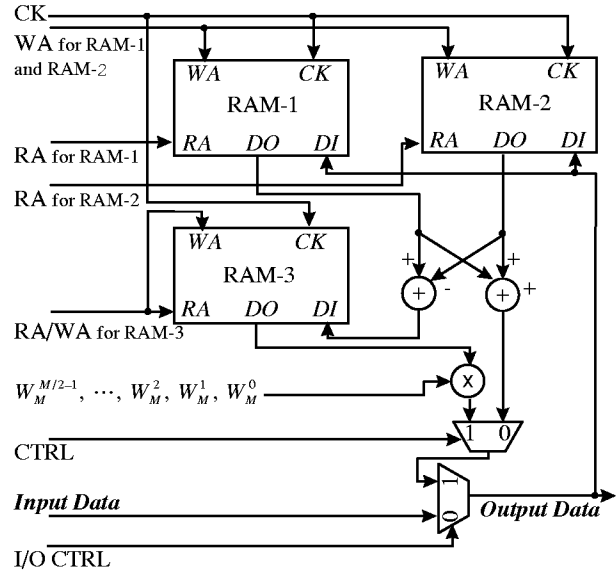 CK
WA for RAM-1
and RAM-2
WA CK
RAM-1
RA DO DI
WA CK
RAM-2
RA DO DI
RA for RAM-1
RA for RAM-2
WA CK
RAM-3
RA DO DI
RA/WA for RAM-3
+ - + +
+ +
W_M^{M/2-1}, ⋯, W_M^2, W_M^1, W_M^0
x
1 0
CTRL
1
0
Input Data
Output Data
I/O CTRL